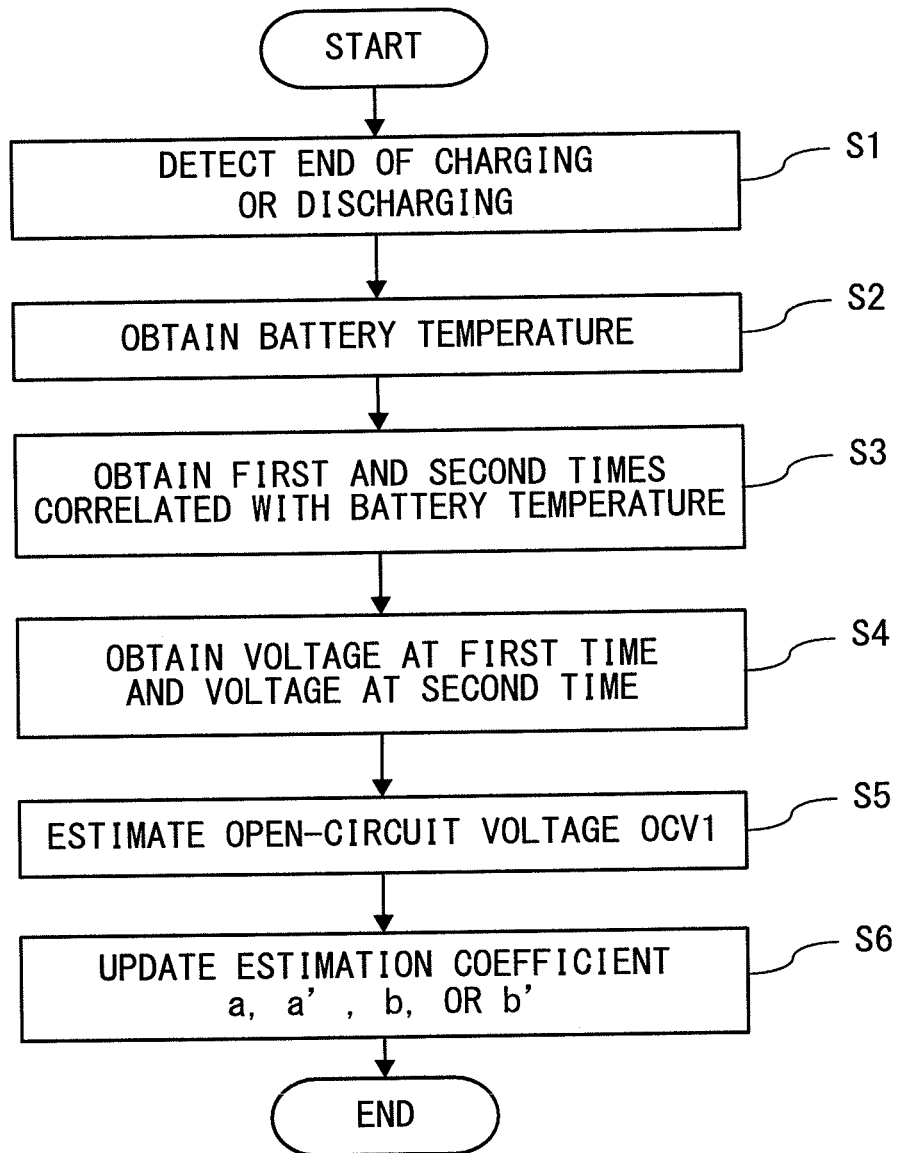 START
DETECT END OF CHARGING
OR DISCHARGING
S1
OBTAIN BATTERY TEMPERATURE
S2
OBTAIN FIRST AND SECOND TIMES
CORRELATED WITH BATTERY TEMPERATURE
S3
OBTAIN VOLTAGE AT FIRST TIME
AND VOLTAGE AT SECOND TIME
S4
ESTIMATE OPEN-CIRCUIT VOLTAGE OCV1
S5
UPDATE ESTIMATION COEFFICIENT
a, a' , b, OR b'
S6
END